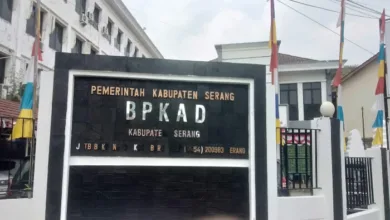 PEMERINTAH KABUPATEN SERANG
BPKAD
KABUPATE SERANG